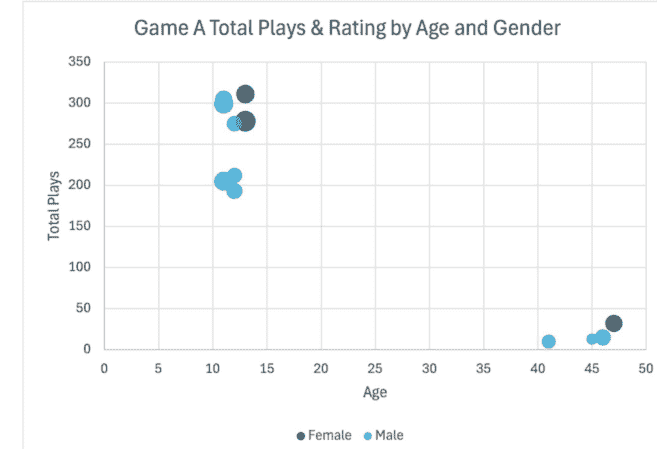 Game A Total Plays & Rating by Age and Gender
350
300
250
200
150
100
50
0
Total Plays
0 5 10 15 20 25 30 35 40 45 50
Age
Female Male